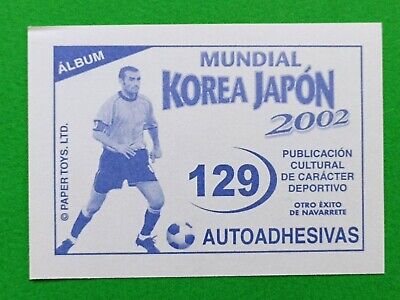 ÁLBUM
MUNDIAL
KOREA JAPÓN
2002
129
PUBLICACIÓN
CULTURAL
DE CARÁCTER
DEPORTIVO
OTRO ÉXITO
DE NAVARRETE
AUTOADHESIVAS
© PAPER TOYS. LTD.